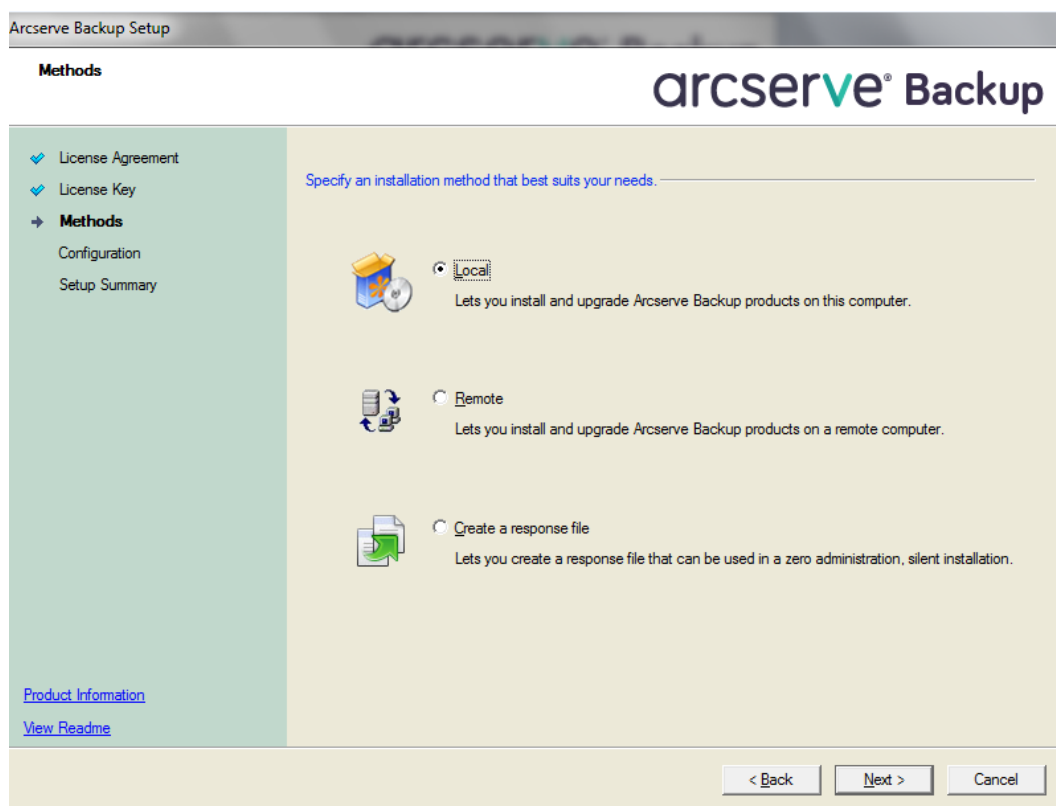 Arcserve Backup Setup
Methods
arcserve® Backup
License Agreement
License Key
Methods
Configuration
Setup Summary
Product Information
View Readme
Specify an installation method that best suits your needs.
Local
Lets you install and upgrade Arcserve Backup products on this computer.
Remote
Lets you install and upgrade Arcserve Backup products on a remote computer.
Create a response file
Lets you create a response file that can be used in a zero administration, silent installation.
< Back
Next >
Cancel